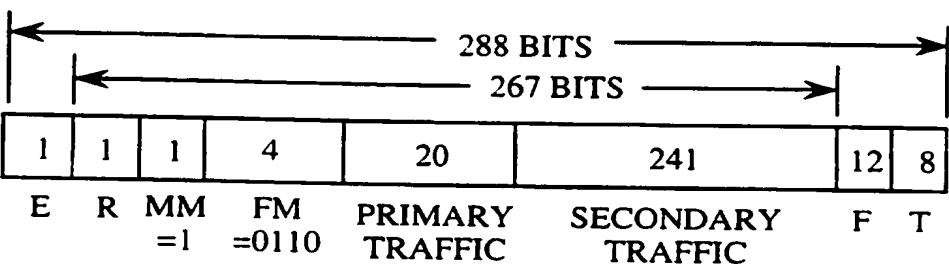 288 BITS
267 BITS
1 1 1 4 20 241 12 8
E R MM FM PRIMARY SECONDARY F T
=1 =0110 TRAFFIC TRAFFIC